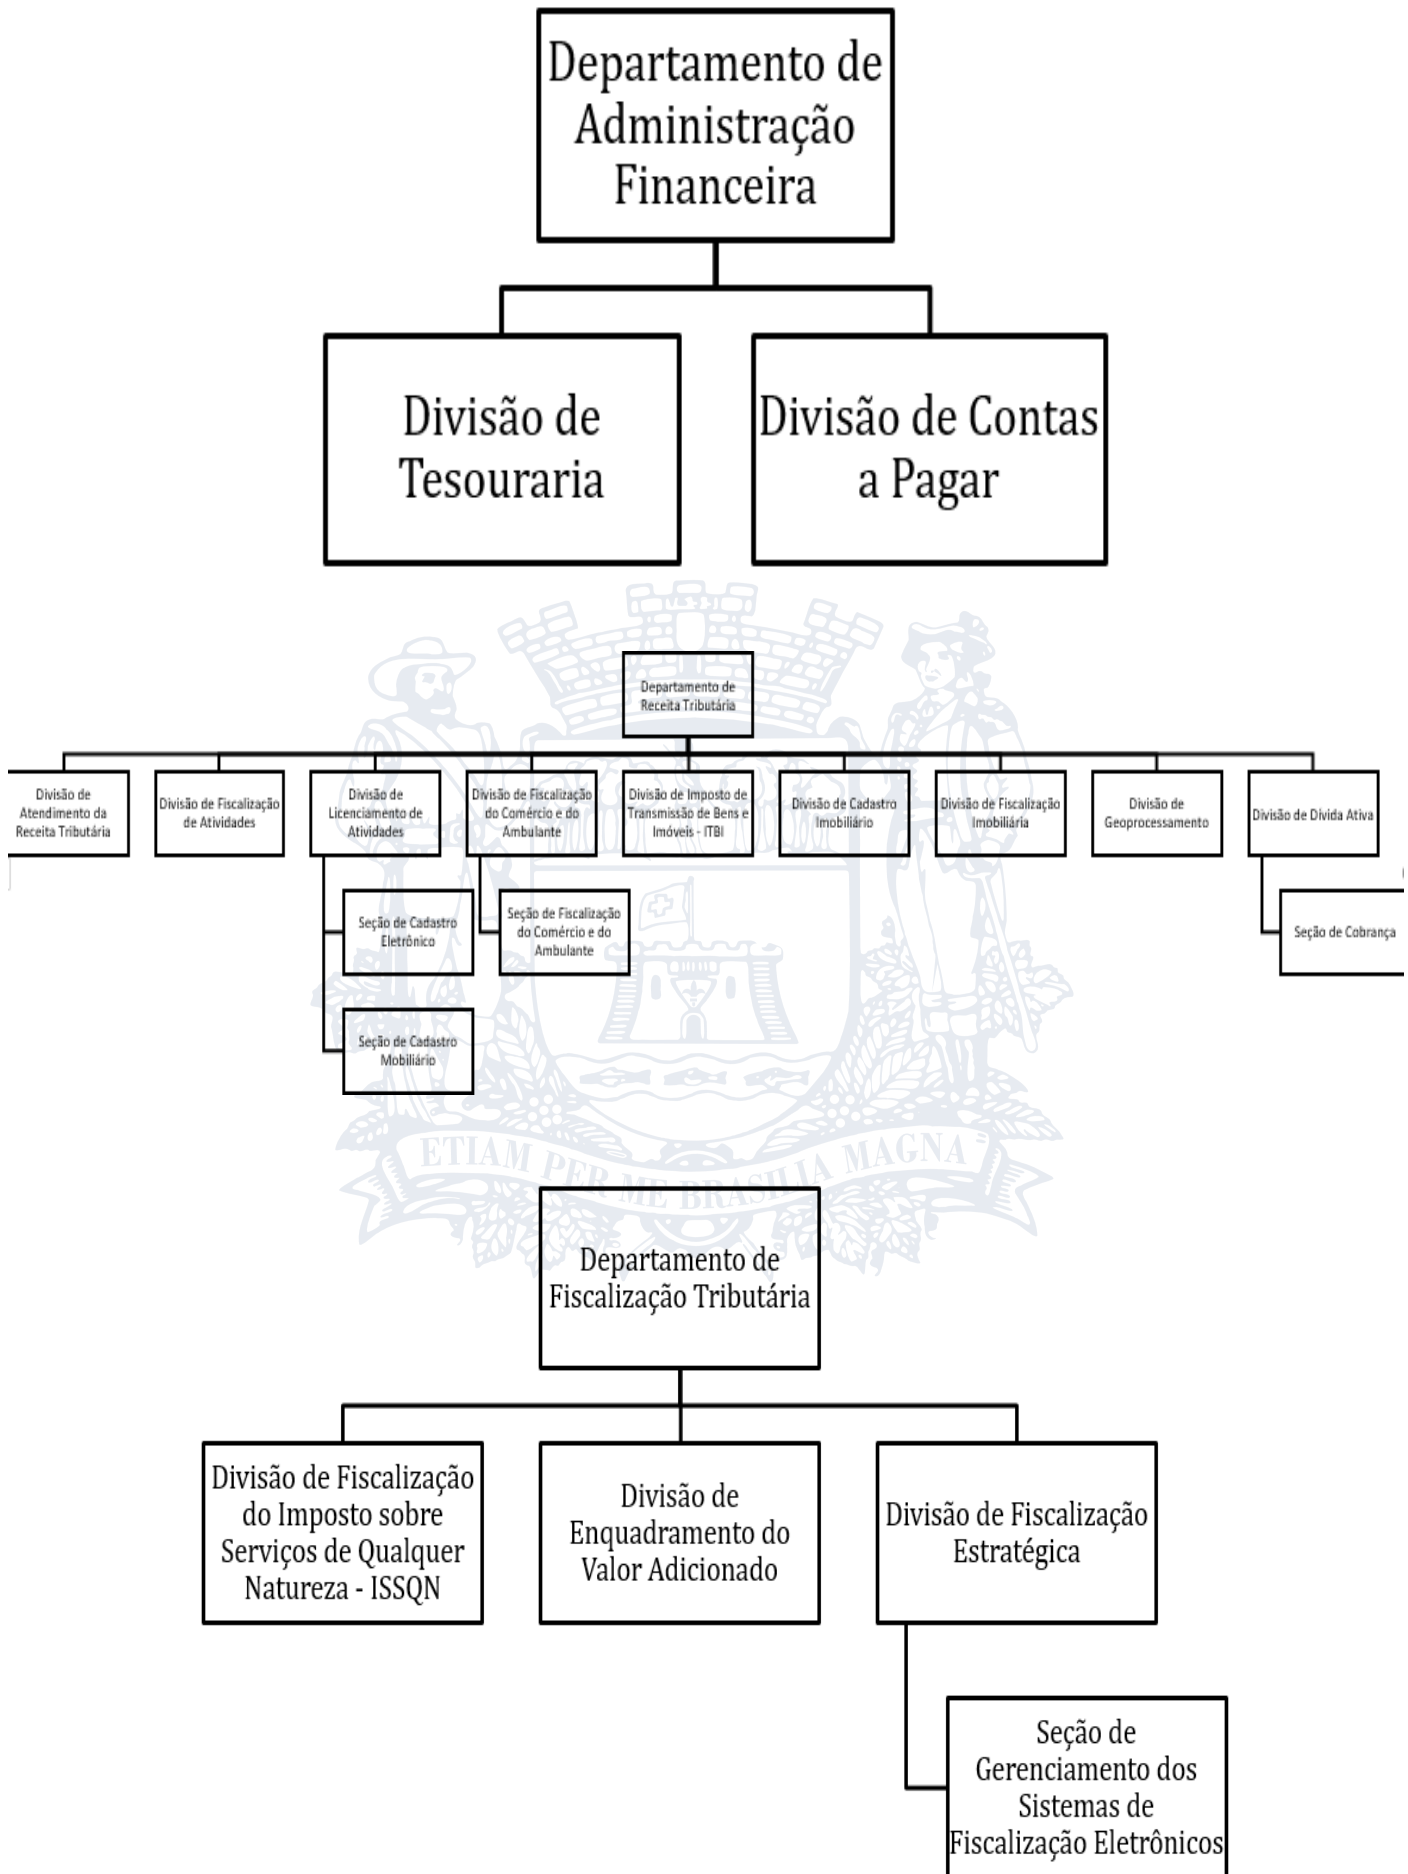 Departamento de
Administração
Financeira
Divisão de
Tesouraria
Divisão de Contas
a Pagar
Departamento de
Receita Tributária
Divisão de
Atendimento da
Receita Tributária
Divisão de Fiscalização
de Atividades
Divisão de
Licenciamento de
Atividades
Divisão de Fiscalização
do Comércio e do
Ambulante
Divisão de Imposto de
Transmissão de Bens e
Imóveis - ITBI
Divisão de Cadastro
Imobiliário
Divisão de Fiscalização
Imobiliária
Divisão de
Geoprocessamento
Divisão de Dívida Ativa
Seção de Cadastro
Eletrônico
Seção de Fiscalização
do Comércio e do
Ambulante
Seção de Cobrança
Seção de Cadastro
Mobiliário
ETIAM PER ME BRASILIA MAGNA
Departamento de
Fiscalização Tributária
Divisão de Fiscalização
do Imposto sobre
Serviços de Qualquer
Natureza - ISSQN
Divisão de
Enquadramento do
Valor Adicionado
Divisão de Fiscalização
Estratégica
Seção de
Gerenciamento dos
Sistemas de
Fiscalização Eletrônicos